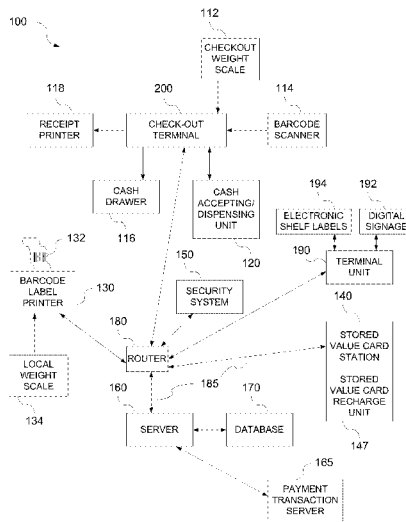 100
112
CHECKOUT
WEIGHT
SCALE
118
200
114
RECEIPT
PRINTER
CHECK-OUT
TERMINAL
BARCODE
SCANNER
CASH
DRAWER
116
CASH
ACCEPTING/
DISPENSING
UNIT
120
194
192
ELECTRONIC
SHELF LABELS
DIGITAL
SIGNAGE
190
TERMINAL
UNIT
132
BARCODE
LABEL
PRINTER
130
150
SECURITY
SYSTEM
180
ROUTER
140
STORED
VALUE CARD
STATION
STORED
VALUE CARD
RECHARGE
UNIT
147
LOCAL
WEIGHT
SCALE
134
160
185
170
SERVER
DATABASE
165
PAYMENT
TRANSACTION
SERVER